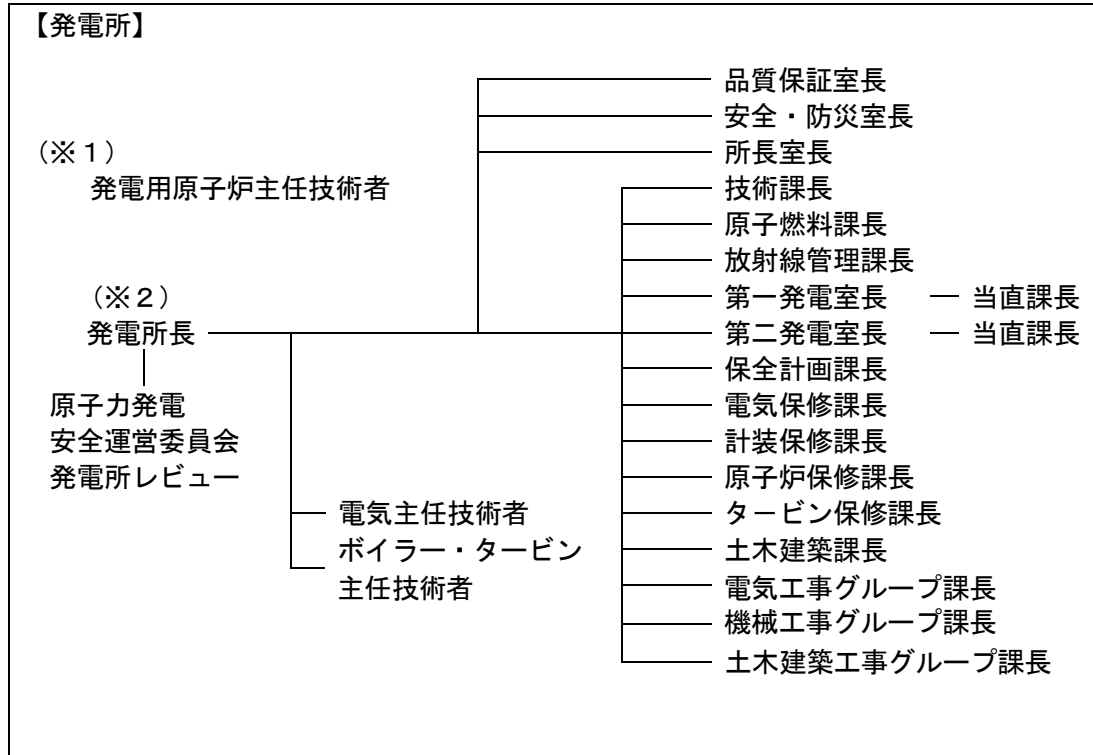 【発電所】
品質保証室長
安全・防災室長
(※1)
所長室長
発電用原子炉主任技術者
技術課長
原子燃料課長
放射線管理課長
(※2)
第一発電室長
当直課長
発電所長
第二発電室長
当直課長
保全計画課長
原子力発電
安全運営委員会
発電所レビュー
電気保修課長
計装保修課長
原子炉保修課長
電気主任技術者
ボイラー・タービン
主任技術者
タービン保修課長
土木建築課長
電気工事グループ課長
機械工事グループ課長
土木建築工事グループ課長